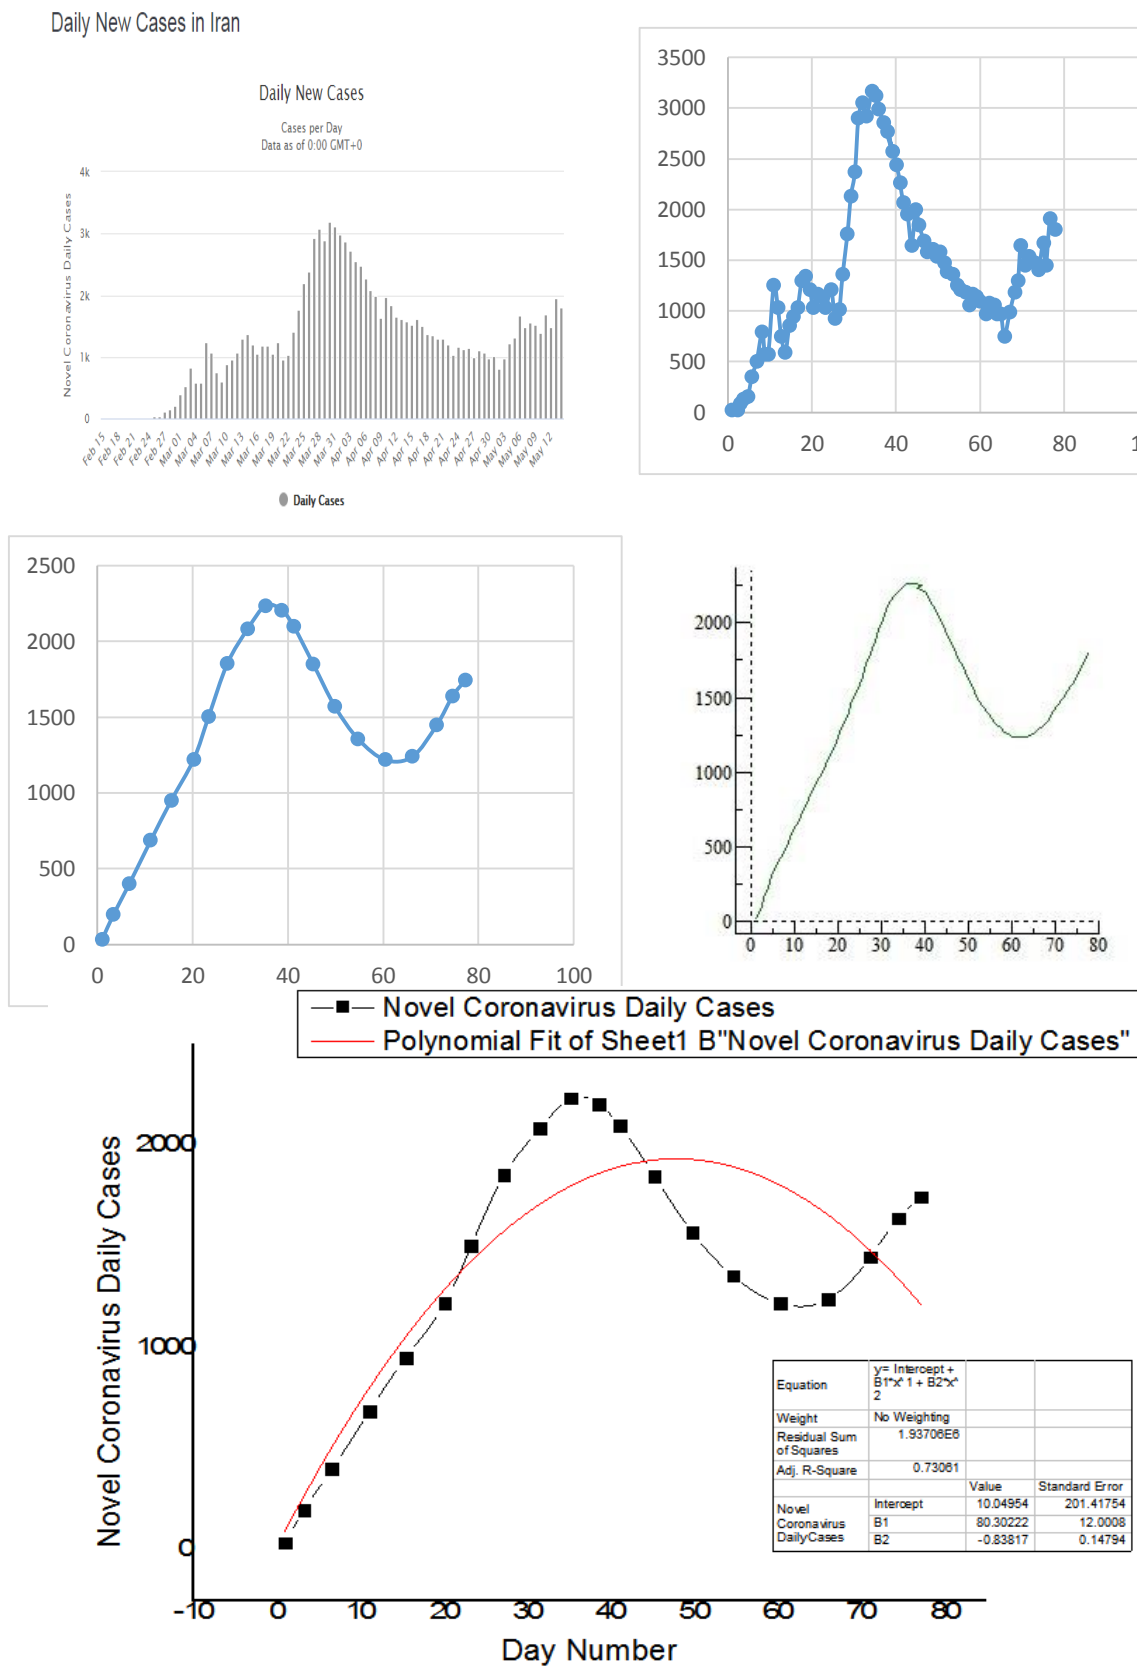 Daily New Cases in Iran
Daily New Cases
Cases per Day
Data as of 0:00 GMT+0
Novel Coronavirus Daily Cases
4k
3k
2k
1k
0
Feb 15
Feb 18
Feb 21
Feb 24
Feb 27
Mar 01
Mar 04
Mar 07
Mar 10
Mar 13
Mar 16
Mar 19
Mar 22
Mar 25
Mar 28
Mar 31
Apr 03
Apr 06
Apr 09
Apr 12
Apr 15
Apr 18
Apr 21
Apr 24
Apr 27
Apr 30
May 03
May 06
May 09
May 12
Daily Cases
3500
3000
2500
2000
1500
1000
500
0
0 20 40 60 80 1
2500
2000
1500
1000
500
0
0 20 40 60 80 100
2000
1500
1000
500
0
0 10 20 30 40 50 60 70 80
Novel Coronavirus Daily Cases
Polynomial Fit of Sheet1 B"Novel Coronavirus Daily Cases"
Novel Coronavirus Daily Cases
2000
1000
0
-10 0 10 20 30 40 50 60 70 80
Day Number
Equation y= Intercept + B1*x^1 + B2*x^2
Weight No Weighting
Residual Sum of Squares 1.93706E6
Adj. R-Square 0.73061
Value Standard Error
Novel Coronavirus DailyCases Intercept 10.04954 201.41754
B1 80.30222 12.0008
B2 -0.83817 0.14794